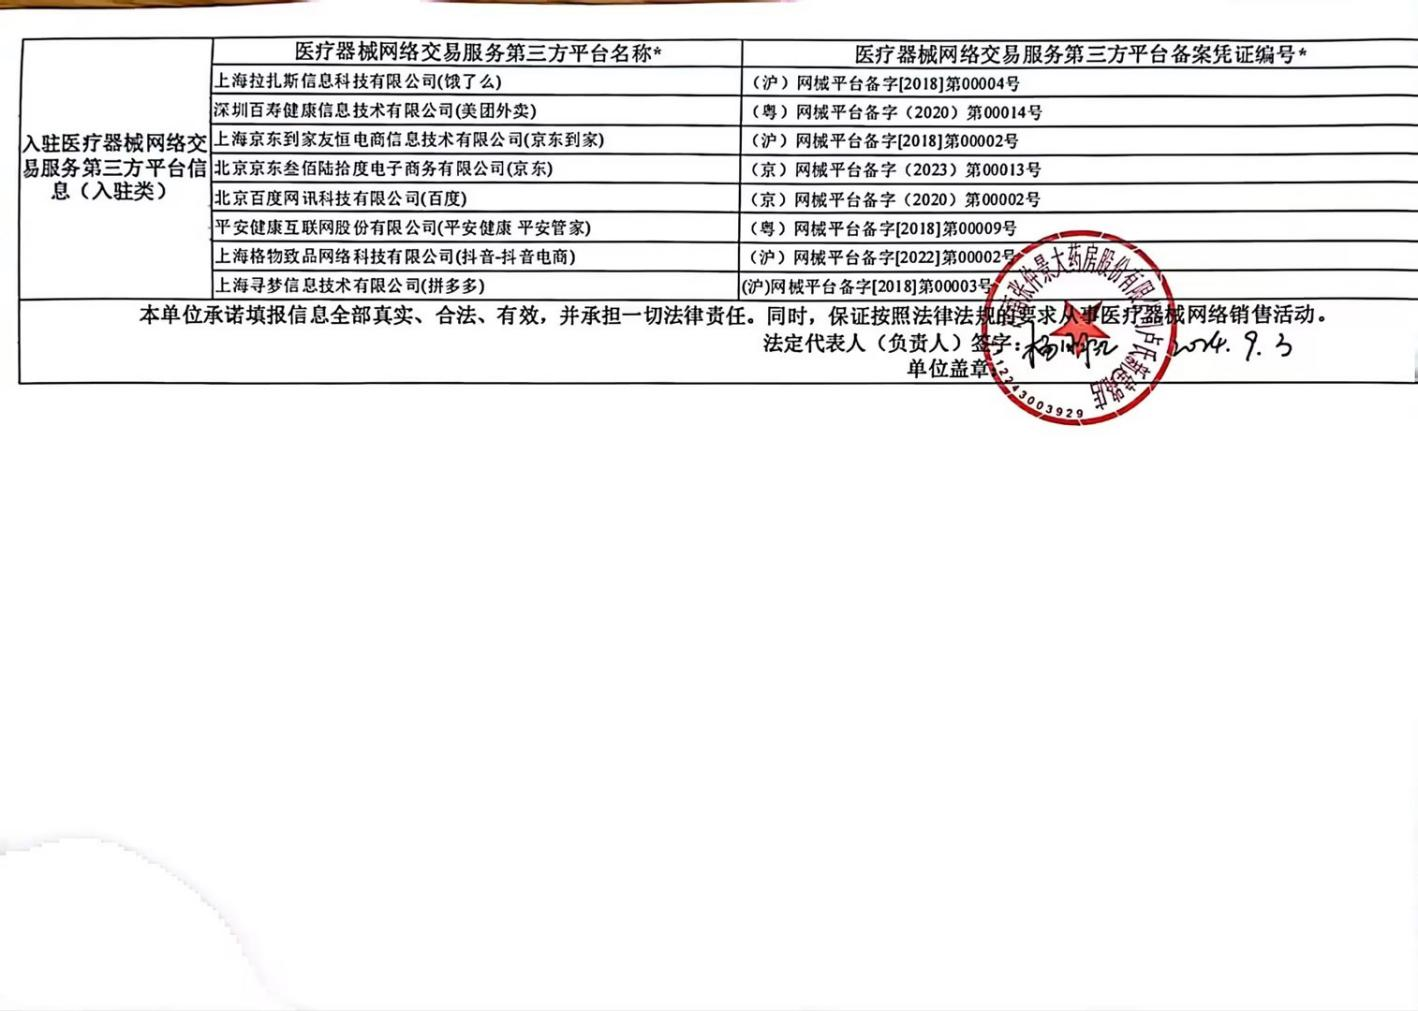 入驻医疗器械网络交
易服务第三方平台信
息（入驻类）
医疗器械网络交易服务第三方平台名称* 医疗器械网络交易服务第三方平台备案凭证编号*
上海拉扎斯信息科技有限公司(饿了么) （沪）网械平台备字[2018]第00004号
深圳百寿健康信息技术有限公司(美团外卖) （粤）网械平台备字（2020）第00014号
上海京东到家友恒电商信息技术有限公司(京东到家) （沪）网械平台备字[2018]第00002号
北京京东叁佰陆拾度电子商务有限公司(京东) （京）网械平台备字（2023）第00013号
北京百度网讯科技有限公司(百度) （京）网械平台备字（2020）第00002号
平安健康互联网股份有限公司(平安健康 平安管家) （粤）网械平台备字[2018]第00009号
上海格物致品网络科技有限公司(抖音-抖音电商) （沪）网械平台备字[2022]第00002号
上海寻梦信息技术有限公司(拼多多) (沪)网械平台备字[2018]第00003号
本单位承诺填报信息全部真实、合法、有效，并承担一切法律责任。同时，保证按照法律法规的要求从事医疗器械网络销售活动。
法定代表人（负责人）签字： 2024.9.3
单位盖章
张仲景大药房股份有限公司卢氏
12243003929